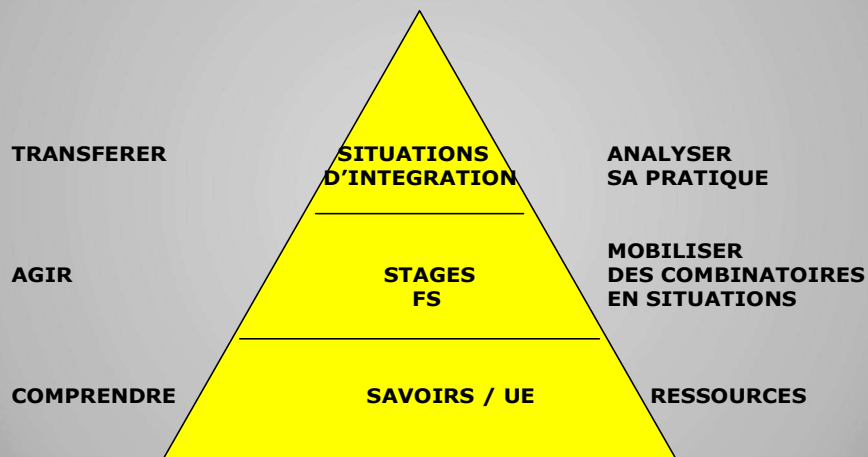 TRANSFERER
SITUATIONS
D'INTEGRATION
ANALYSER
SA PRATIQUE
AGIR
STAGES
FS
MOBILISER
DES COMBINATOIRES
EN SITUATIONS
COMPRENDRE
SAVOIRS / UE
RESSOURCES